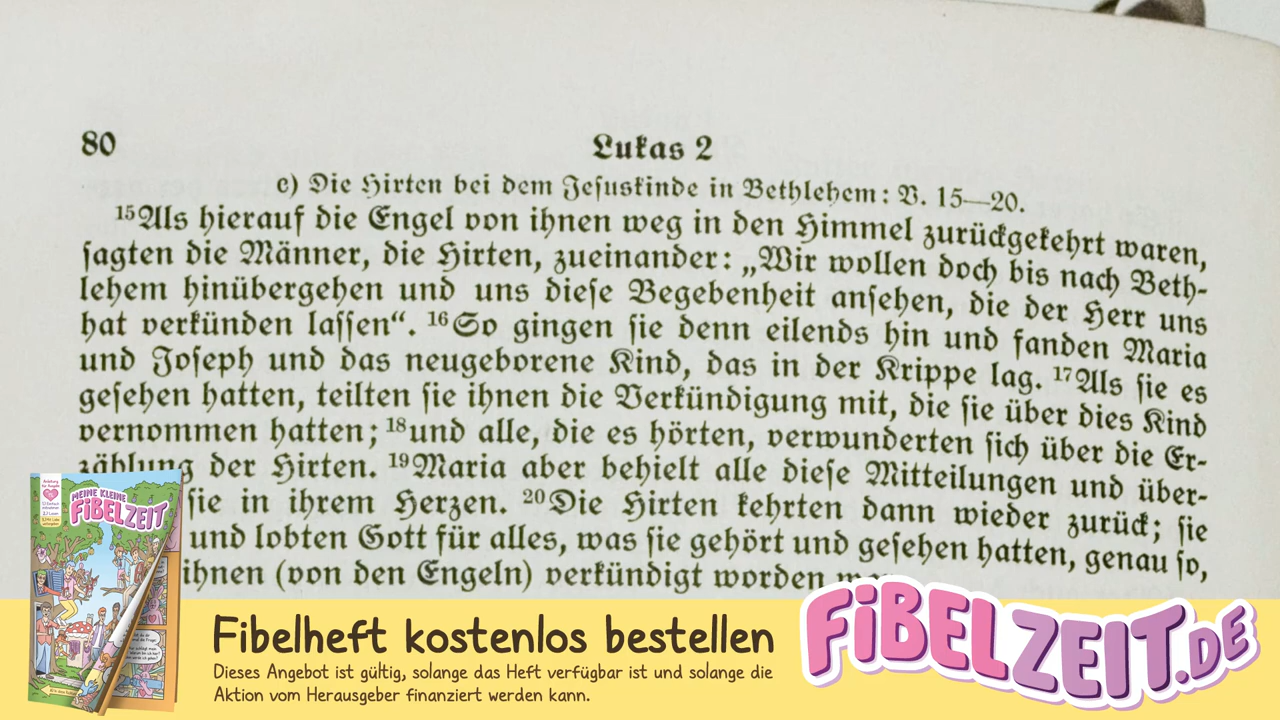 80
Lukas 2
c) Die Hirten bei dem Jesuskinde in Bethlehem: V. 15—20.
15Als hierauf die Engel von ihnen weg in den Himmel zurückgekehrt waren,
sagten die Männer, die Hirten, zueinander: „Wir wollen doch bis nach Beth-
lehem hinübergehen und uns diese Begebenheit ansehen, die der Herr uns
hat verkünden lassen“. 16So gingen sie denn eilends hin und fanden Maria
und Joseph und das neugeborene Kind, das in der Krippe lag. 17Als sie es
gesehen hatten, teilten sie ihnen die Verkündigung mit, die sie über dies Kind
vernommen hatten; 18und alle, die es hörten, verwunderten sich über die Er-
zählung der Hirten. 19Maria aber behielt alle diese Mitteilungen und über-
sie in ihrem Herzen. 20Die Hirten kehrten dann wieder zurück; sie
und lobten Gott für alles, was sie gehört und gesehen hatten, genau so,
ihnen (von den Engeln) verkündigt worden
MEINE KLEINE
FiBELZEIT
Fibelheft kostenlos bestellen
Dieses Angebot ist gültig, solange das Heft verfügbar ist und solange die
Aktion vom Herausgeber finanziert werden kann.
FiBELZEIT.DE